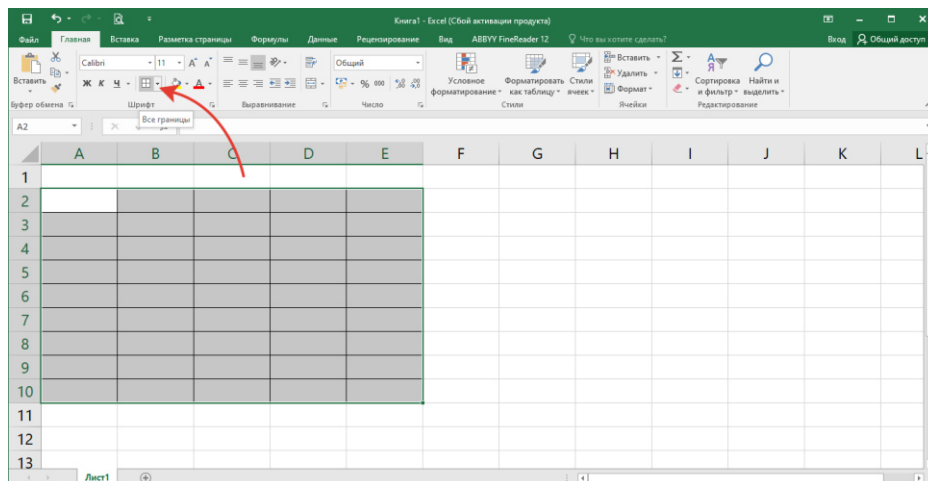 Книга1 - Excel (Сбой активации продукта)
Файл Главная Вставка Разметка страницы Формулы Данные Рецензирование Вид ABBYY FineReader 12 Что вы хотите сделать? Вход Общий доступ
Вставить
Calibri 11
Ж К Ч
Общий
% 000
Условное форматирование
Форматировать как таблицу
Стили ячеек
Вставить
Удалить
Формат
Сортировка и фильтр
Найти и выделить
Буфер обмена Шрифт Выравнивание Число Стили Ячейки Редактирование
A2
Все границы
A B C D E F G H I J K L
1
2
3
4
5
6
7
8
9
10
11
12
13
Лист1